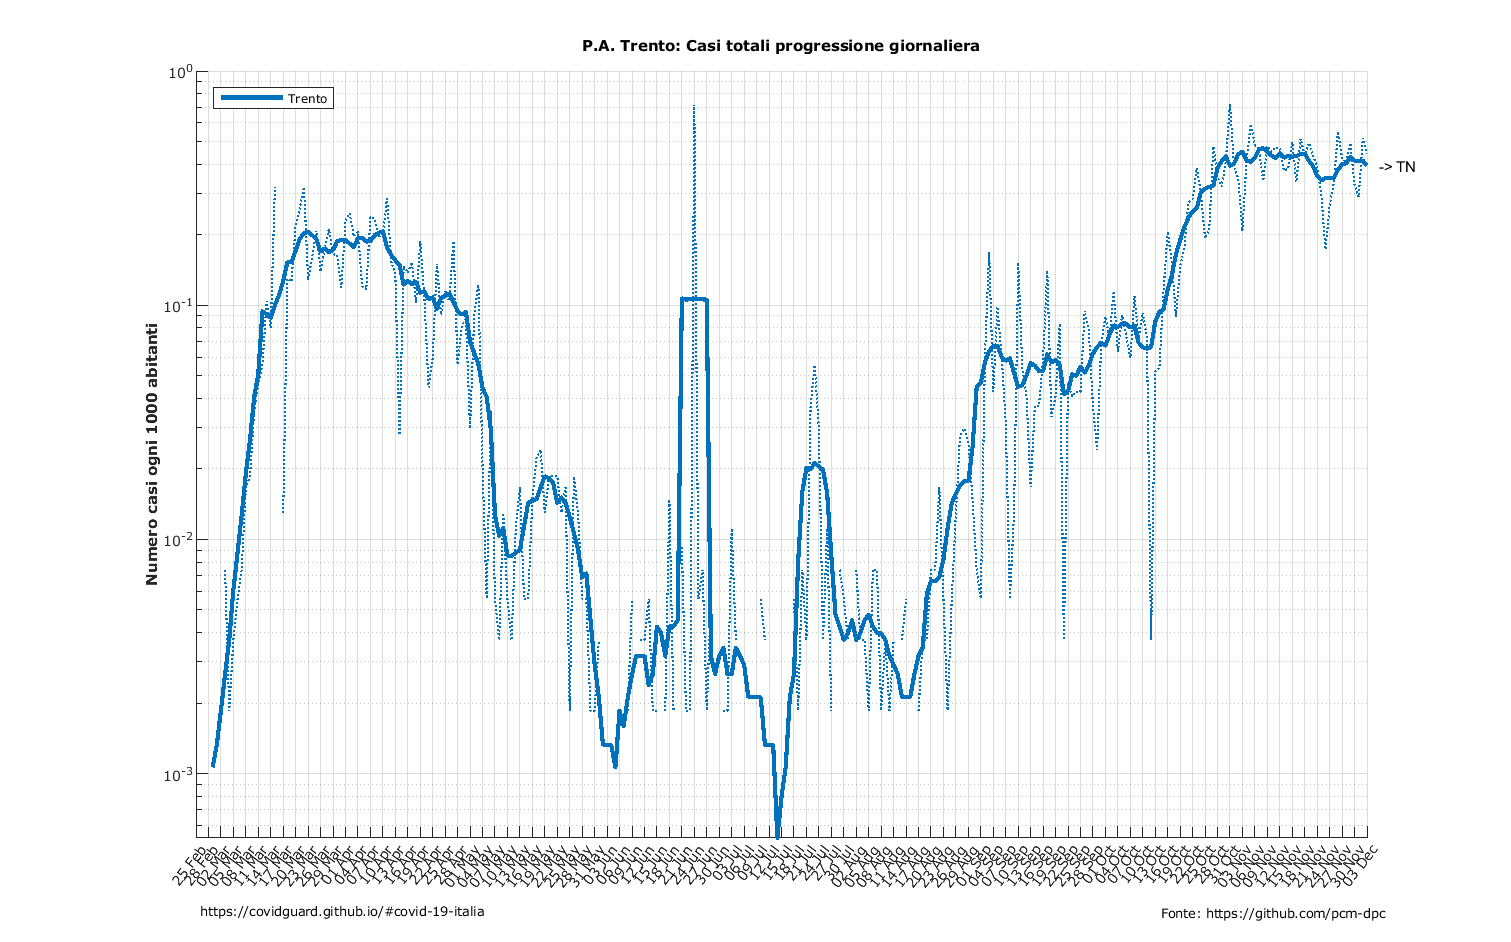 P.A. Trento: Casi totali progressione giornaliera
10^0
Trento
-> TN
10^-1
Numero casi ogni 1000 abitanti
10^-2
10^-3
25 Feb
28 Feb
02 Mar
05 Mar
08 Mar
11 Mar
14 Mar
17 Mar
20 Mar
23 Mar
26 Mar
29 Mar
01 Apr
04 Apr
07 Apr
10 Apr
13 Apr
16 Apr
19 Apr
22 Apr
25 Apr
28 Apr
01 May
04 May
07 May
10 May
13 May
16 May
19 May
22 May
25 May
28 May
31 May
03 Jun
06 Jun
09 Jun
12 Jun
15 Jun
18 Jun
21 Jun
24 Jun
27 Jun
30 Jun
03 Jul
06 Jul
09 Jul
12 Jul
15 Jul
18 Jul
21 Jul
24 Jul
27 Jul
30 Jul
02 Aug
05 Aug
08 Aug
11 Aug
14 Aug
17 Aug
20 Aug
23 Aug
26 Aug
29 Aug
01 Sep
04 Sep
07 Sep
10 Sep
13 Sep
16 Sep
19 Sep
22 Sep
25 Sep
28 Sep
01 Oct
04 Oct
07 Oct
10 Oct
13 Oct
16 Oct
19 Oct
22 Oct
25 Oct
28 Oct
31 Oct
03 Nov
06 Nov
09 Nov
12 Nov
15 Nov
18 Nov
21 Nov
24 Nov
27 Nov
30 Nov
03 Dec
https://covidguard.github.io/#covid-19-italia
Fonte: https://github.com/pcm-dpc